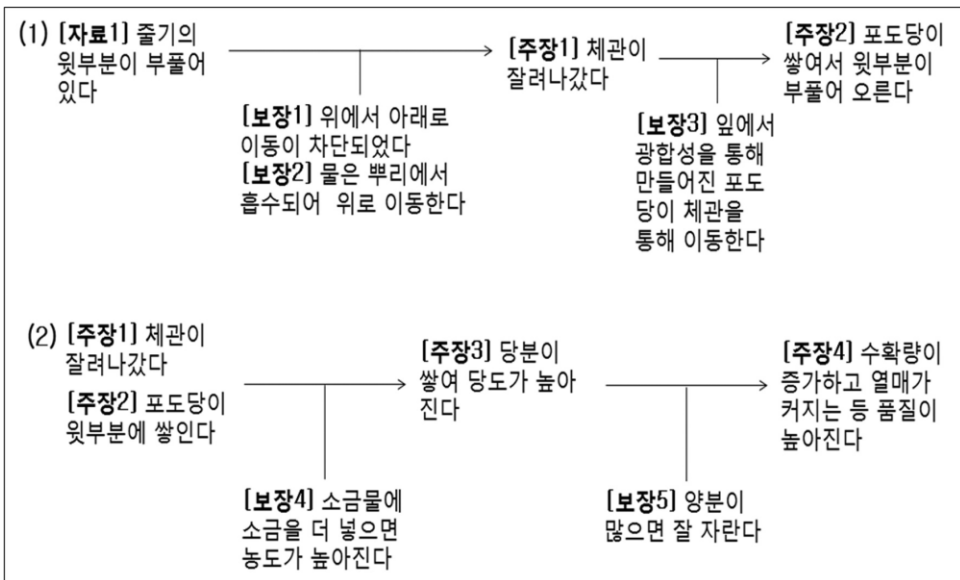 (1) [자료1] 줄기의
윗부분이 부풀어
있다
[보장1] 위에서 아래로
이동이 차단되었다
[보장2] 물은 뿌리에서
흡수되어 위로 이동한다
[주장1] 체관이
잘려나갔다
[보장3] 잎에서
광합성을 통해
만들어진 포도
당이 체관을
통해 이동한다
[주장2] 포도당이
쌓여서 윗부분이
부풀어 오른다
(2) [주장1] 체관이
잘려나갔다
[주장2] 포도당이
윗부분에 쌓인다
[보장4] 소금물에
소금을 더 넣으면
농도가 높아진다
[주장3] 당분이
쌓여 당도가 높아
진다
[보장5] 양분이
많으면 잘 자란다
[주장4] 수확량이
증가하고 열매가
커지는 등 품질이
높아진다